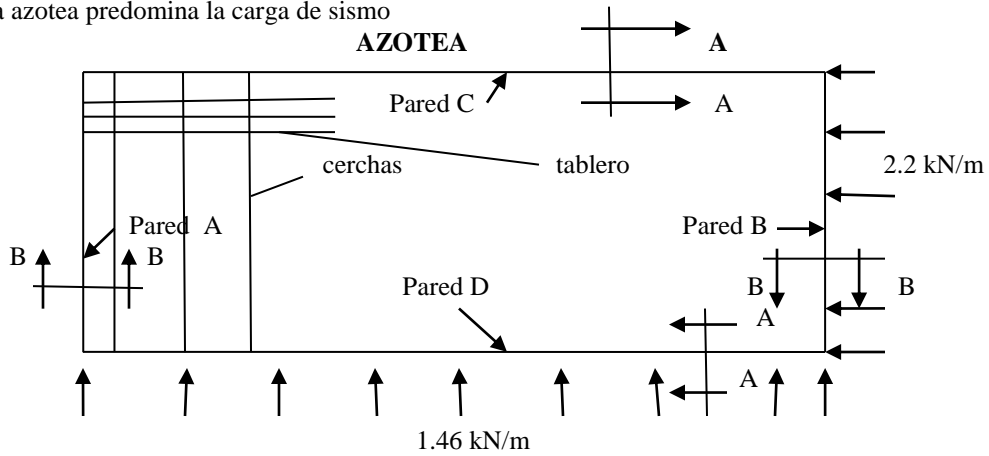 a azotea predomina la carga de sismo
AZOTEA A
Pared C A
cerchas tablero 2.2 kN/m
Pared A Pared B
B B
Pared D B B
A
A
1.46 kN/m